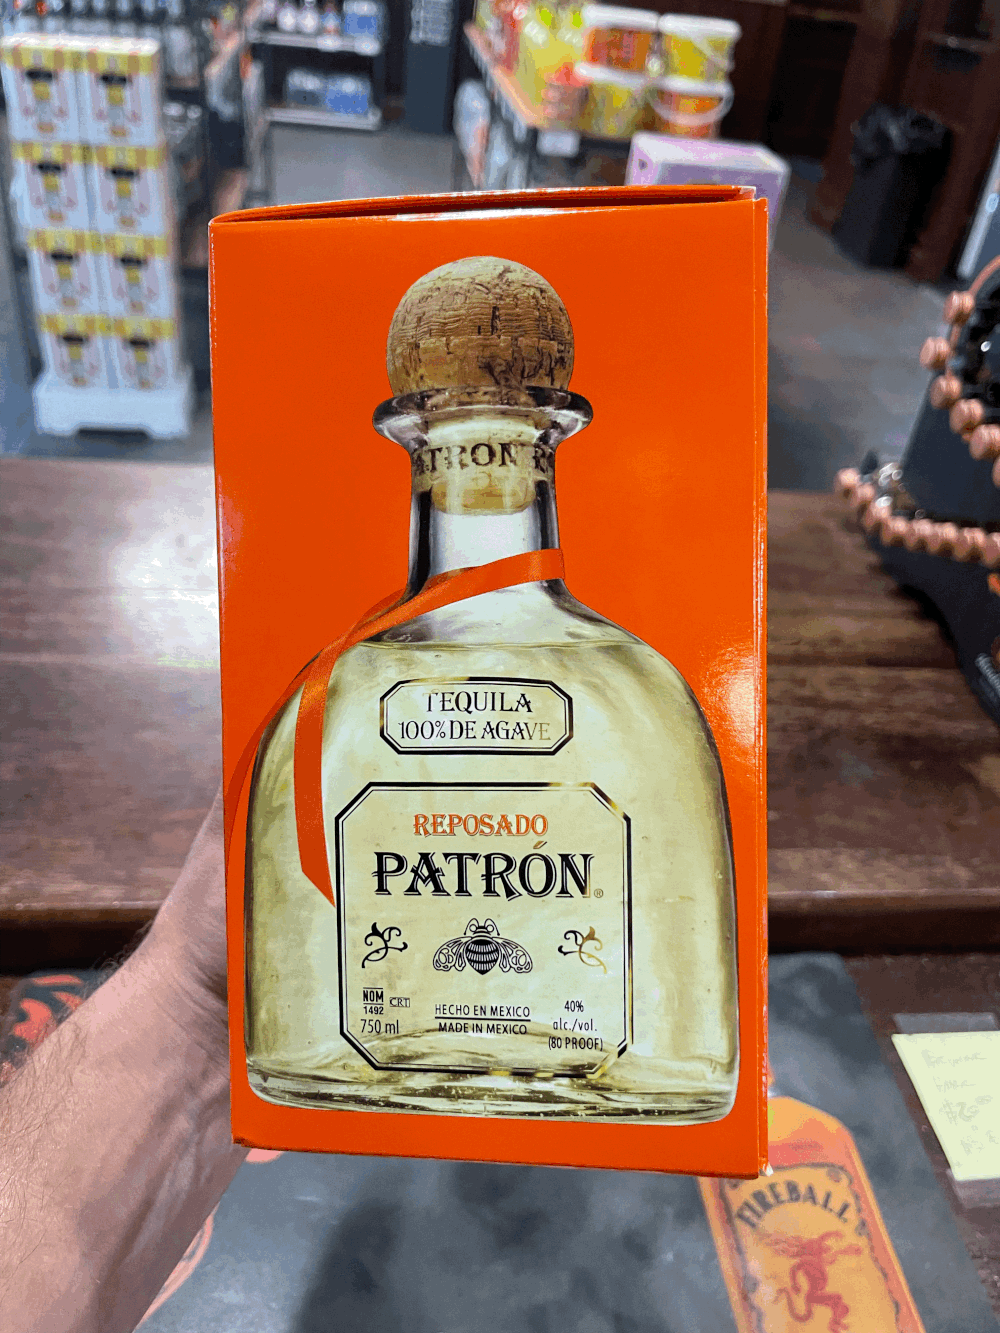 ATRON R
TEQUILA
100% DE AGAVE
REPOSADO
PATRÓN®
NOM
1492
CRT
750 ml
HECHO EN MEXICO
MADE IN MEXICO
40%
alc./vol.
(80 PROOF)
FIREBALL